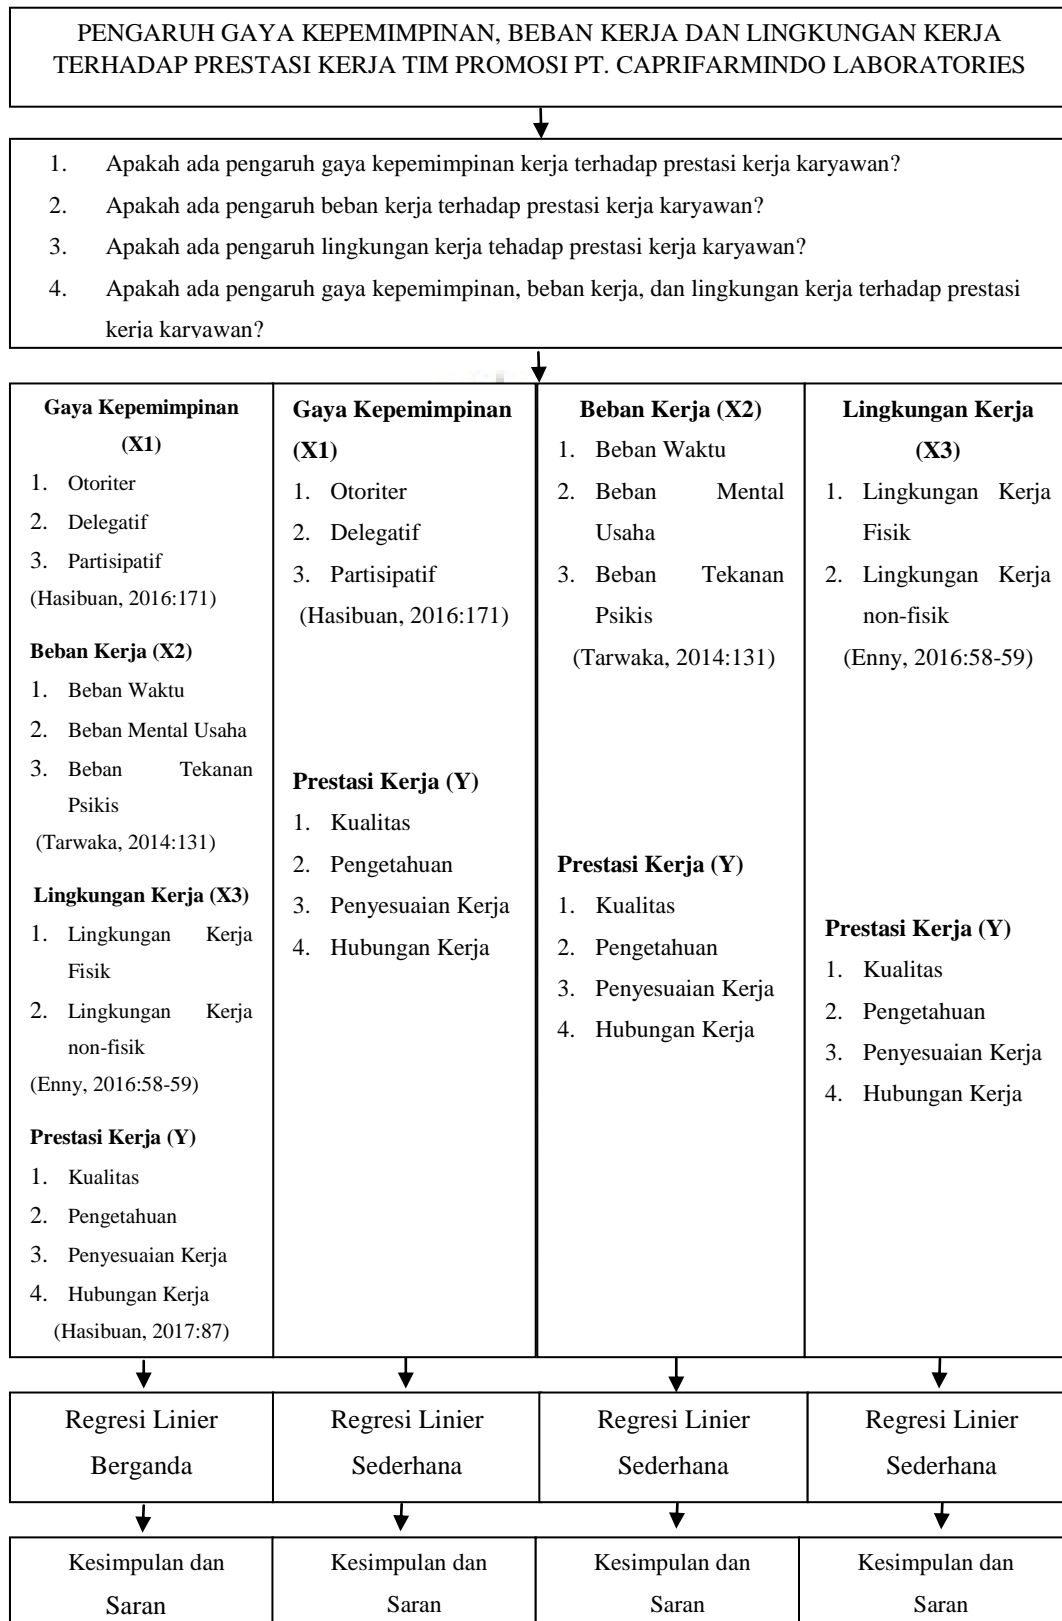 PENGARUH GAYA KEPEMIMPINAN, BEBAN KERJA DAN LINGKUNGAN KERJA
TERHADAP PRESTASI KERJA TIM PROMOSI PT. CAPRIFARMINDO LABORATORIES
1. Apakah ada pengaruh gaya kepemimpinan kerja terhadap prestasi kerja karyawan?
2. Apakah ada pengaruh beban kerja terhadap prestasi kerja karyawan?
3. Apakah ada pengaruh lingkungan kerja tehadap prestasi kerja karyawan?
4. Apakah ada pengaruh gaya kepemimpinan, beban kerja, dan lingkungan kerja terhadap prestasi
kerja karyawan?
Gaya Kepemimpinan
(X1)
1. Otoriter
2. Delegatif
3. Partisipatif
(Hasibuan, 2016:171)
Beban Kerja (X2)
1. Beban Waktu
2. Beban Mental Usaha
3. Beban Tekanan
Psikis
(Tarwaka, 2014:131)
Lingkungan Kerja (X3)
1. Lingkungan Kerja
Fisik
2. Lingkungan Kerja
non-fisik
(Enny, 2016:58-59)
Prestasi Kerja (Y)
1. Kualitas
2. Pengetahuan
3. Penyesuaian Kerja
4. Hubungan Kerja
(Hasibuan, 2017:87)
Gaya Kepemimpinan
(X1)
1. Otoriter
2. Delegatif
3. Partisipatif
(Hasibuan, 2016:171)
Prestasi Kerja (Y)
1. Kualitas
2. Pengetahuan
3. Penyesuaian Kerja
4. Hubungan Kerja
Beban Kerja (X2)
1. Beban Waktu
2. Beban Mental
Usaha
3. Beban Tekanan
Psikis
(Tarwaka, 2014:131)
Prestasi Kerja (Y)
1. Kualitas
2. Pengetahuan
3. Penyesuaian Kerja
4. Hubungan Kerja
Lingkungan Kerja
(X3)
1. Lingkungan Kerja
Fisik
2. Lingkungan Kerja
non-fisik
(Enny, 2016:58-59)
Prestasi Kerja (Y)
1. Kualitas
2. Pengetahuan
3. Penyesuaian Kerja
4. Hubungan Kerja
Regresi Linier
Berganda
Regresi Linier
Sederhana
Regresi Linier
Sederhana
Regresi Linier
Sederhana
Kesimpulan dan
Saran
Kesimpulan dan
Saran
Kesimpulan dan
Saran
Kesimpulan dan
Saran